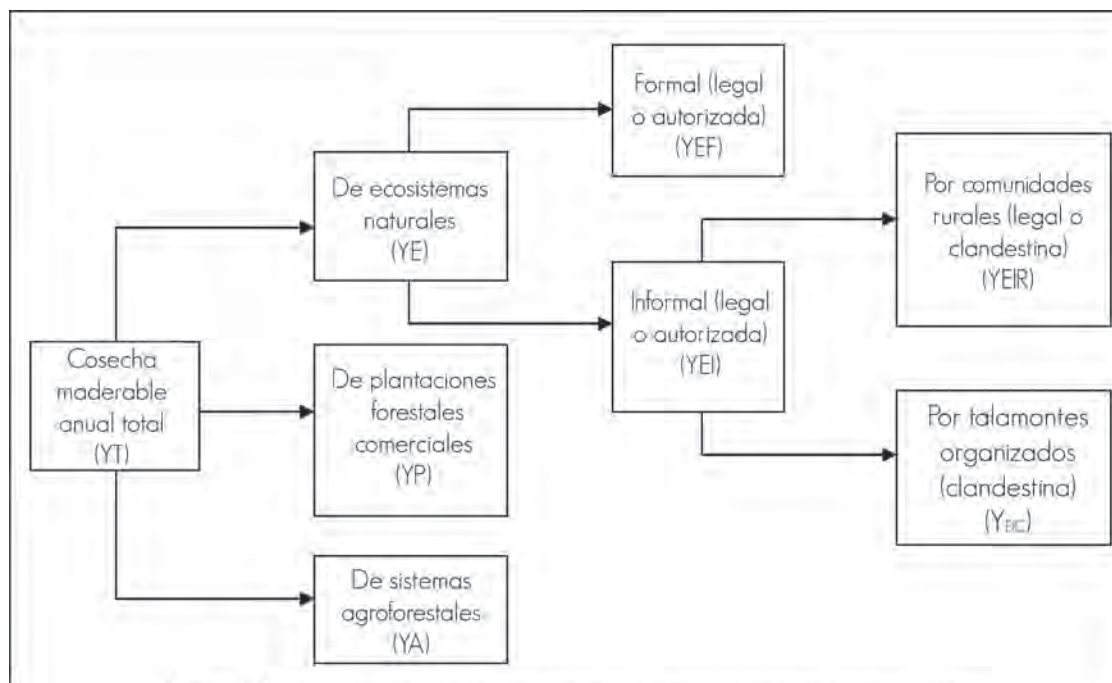 Formal (legal
o autorizada)
(YEF)
De ecosistemas
naturales
(YE)
Por comunidades
rurales (legal o
clandestina)
(YEIR)
Informal (legal
o autorizada)
(YEI)
Cosecha
maderable
anual total
(YT)
De plantaciones
forestales
comerciales
(YP)
Por talamontes
organizados
(clandestina)
(YEIC)
De sistemas
agroforestales
(YA)